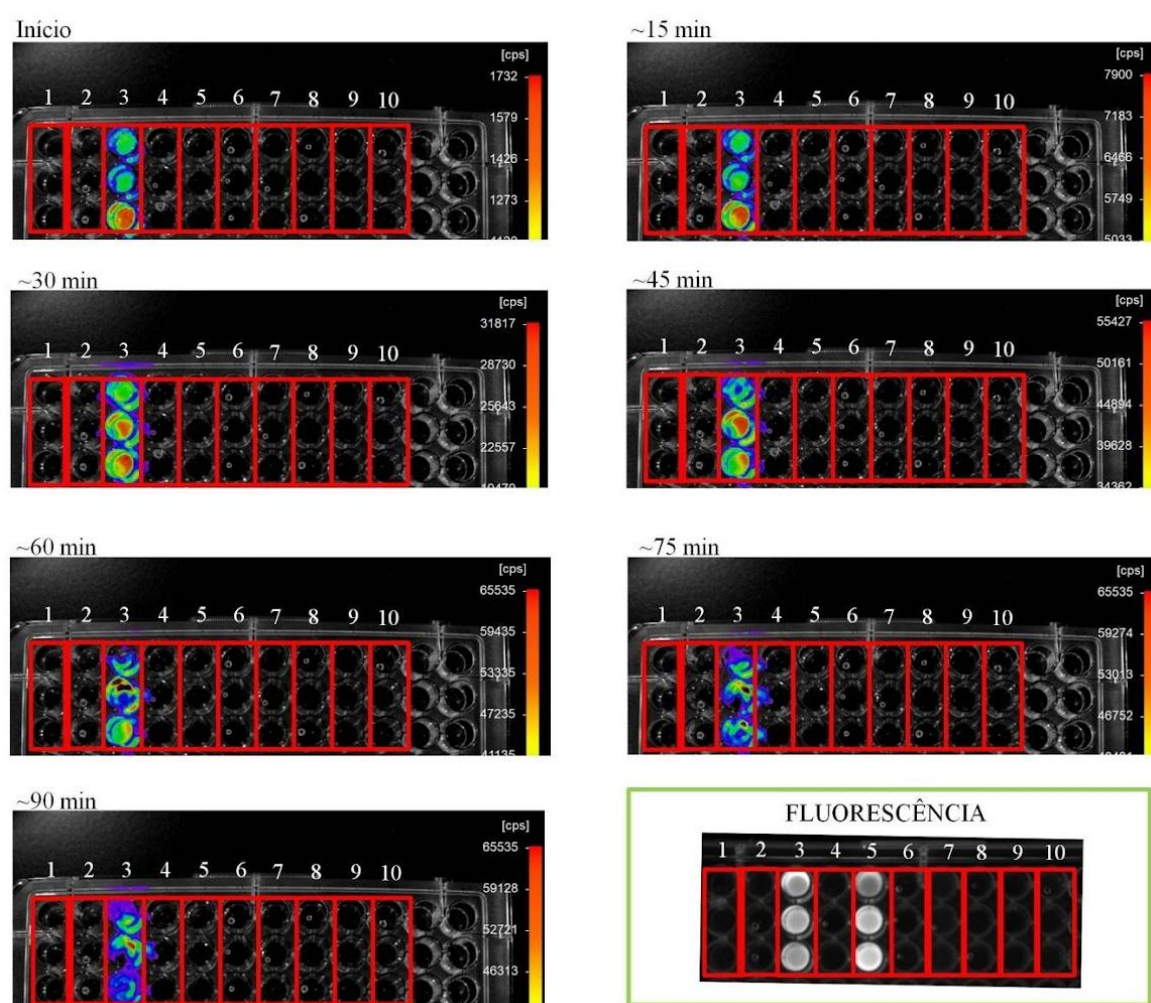 Início
[cps]
1732
1 2 3 4 5 6 7 8 9 10
1579
1426
1273
~15 min
[cps]
7900
1 2 3 4 5 6 7 8 9 10
7183
6466
5749
5033
~30 min
[cps]
31817
1 2 3 4 5 6 7 8 9 10
28730
25643
22557
~45 min
[cps]
55427
1 2 3 4 5 6 7 8 9 10
50161
44894
39628
34362
~60 min
[cps]
65535
1 2 3 4 5 6 7 8 9 10
59435
53335
47235
41135
~75 min
[cps]
65535
1 2 3 4 5 6 7 8 9 10
59274
53013
46752
~90 min
[cps]
65535
1 2 3 4 5 6 7 8 9 10
59128
52721
46313
FLUORESCÊNCIA
1 2 3 4 5 6 7 8 9 10